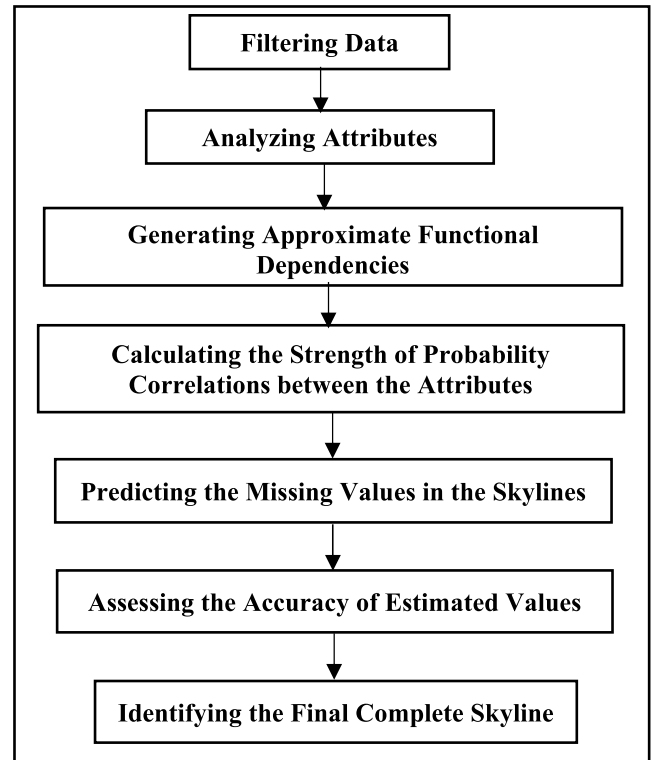 Filtering Data
Analyzing Attributes
Generating Approximate Functional
Dependencies
Calculating the Strength of Probability
Correlations between the Attributes
Predicting the Missing Values in the Skylines
Assessing the Accuracy of Estimated Values
Identifying the Final Complete Skyline